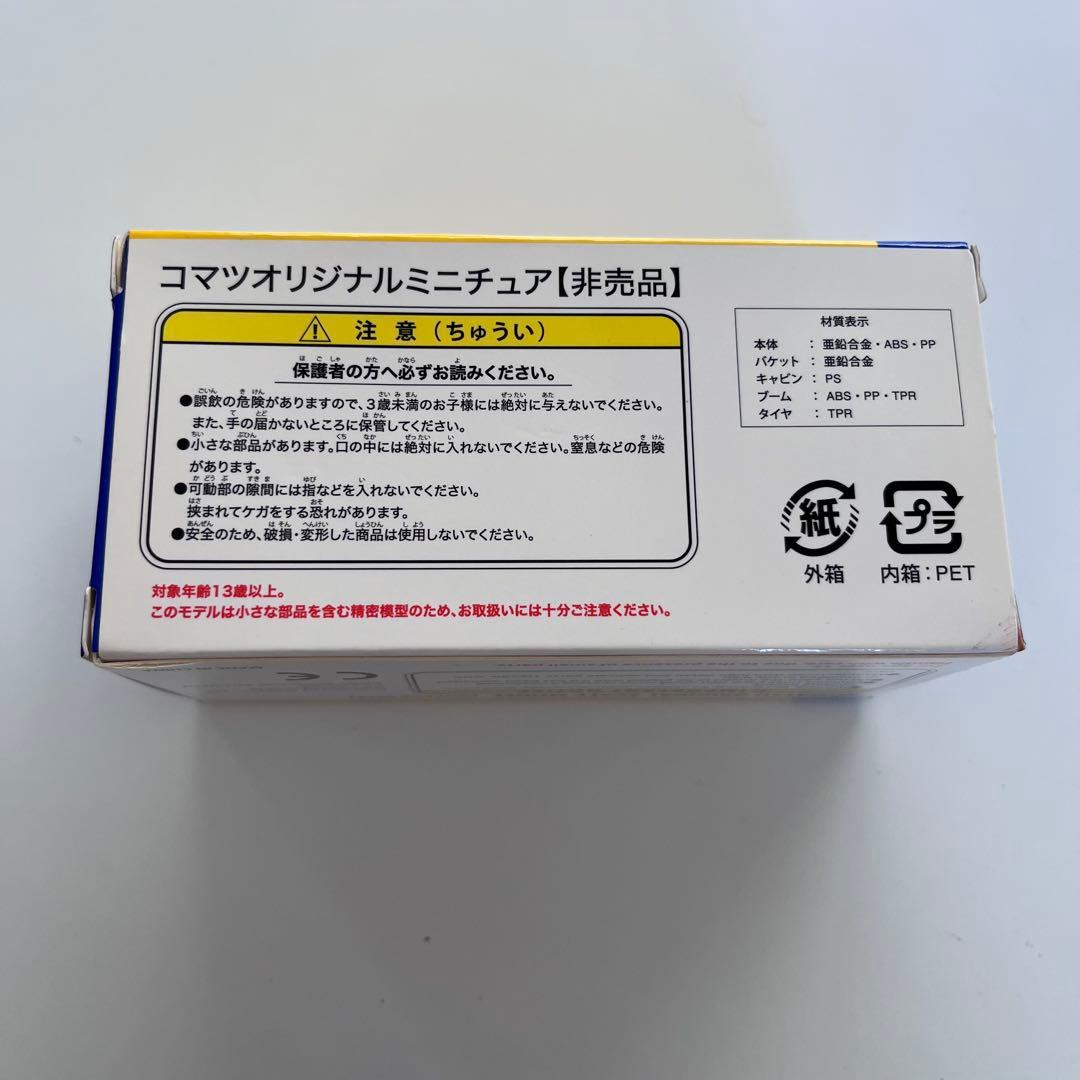 コマツオリジナルミニチュア【非売品】
注 意（ちゅうい）
保護者の方へ必ずお読みください。
●誤飲の危険がありますので、3歳未満のお子様には絶対に与えないでください。
また、手の届かないところに保管してください。
●小さな部品があります。口の中には絶対に入れないでください。窒息などの危険
があります。
●可動部の隙間には指などを入れないでください。
挟まれてケガをする恐れがあります。
●安全のため、破損・変形した商品は使用しないでください。
対象年齢13歳以上。
このモデルは小さな部品を含む精密模型のため、お取扱いには十分ご注意ください。
材質表示
本体 ：亜鉛合金・ABS・PP
バケット ：亜鉛合金
キャビン ：PS
ブーム ：ABS・PP・TPR
タイヤ ：TPR
紙
外箱
プラ
内箱：PET
CE